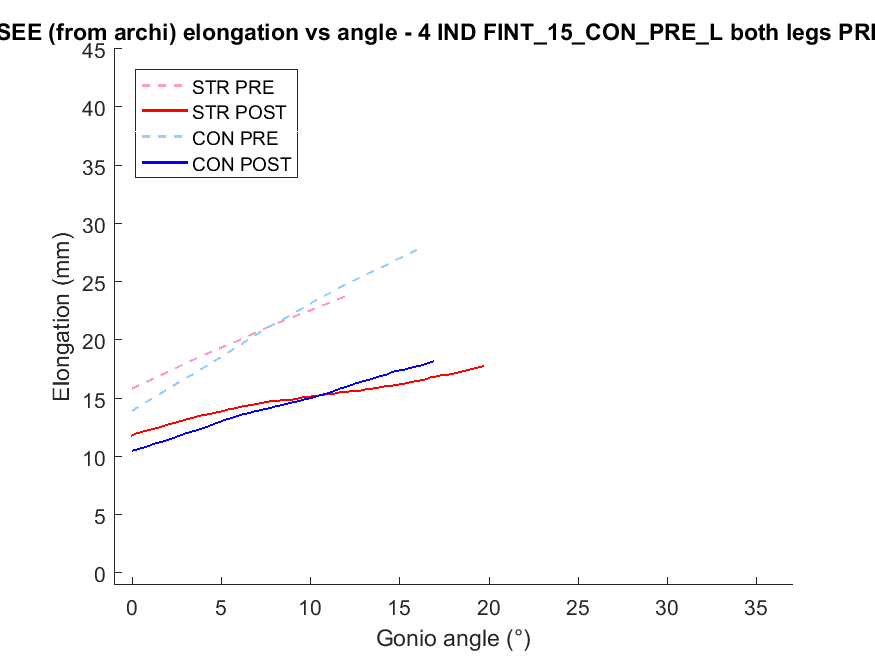 SEE (from archi) elongation vs angle - 4 IND FINT_15_CON_PRE_L both legs PRE
45
40
35
30
25
20
15
10
5
0
Elongation (mm)
STR PRE
STR POST
CON PRE
CON POST
0 5 10 15 20 25 30 35
Gonio angle (°)